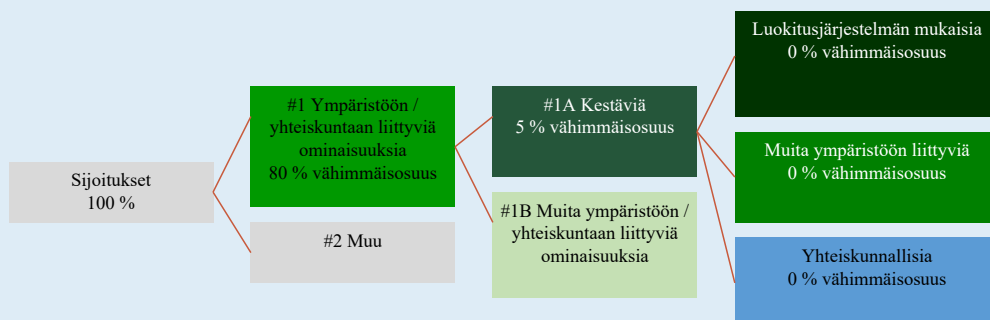 Sijoitukset
100 %
#1 Ympäristöön /
yhteiskuntaan liittyviä
ominaisuuksia
80 % vähimmäisosuus
#2 Muu
#1A Kestäviä
5 % vähimmäisosuus
#1B Muita ympäristöön /
yhteiskuntaan liittyviä
ominaisuuksia
Luokitusjärjestelmän mukaisia
0 % vähimmäisosuus
Muita ympäristöön liittyviä
0 % vähimmäisosuus
Yhteiskunnallisia
0 % vähimmäisosuus